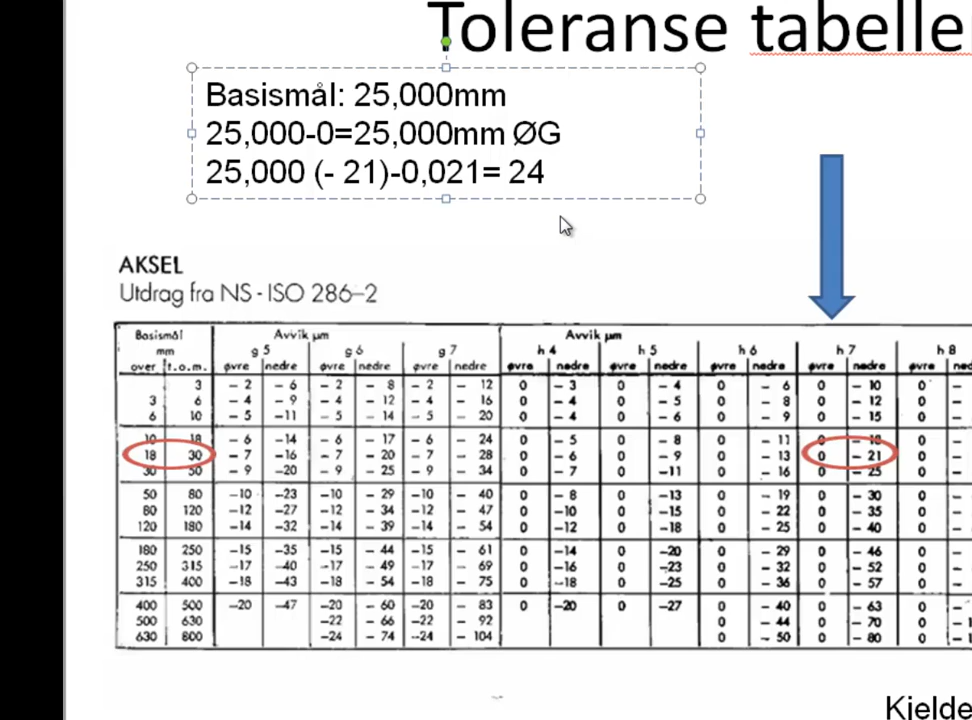 Toleranse tabeller
Basismål: 25,000mm
25,000-0=25,000mm ØG
25,000 (- 21)-0,021= 24
AKSEL
Utdrag fra NS - ISO 286-2
Basismål Avvik µm Avvik µm
mm g 5 g 6 g 7 h 4 h 5 h 6 h 7 h 8
over t.o.m. øvre nedre øvre nedre øvre nedre øvre nedre øvre nedre øvre nedre øvre nedre øvre
3 -2 -6 -2 -8 -2 -12 0 -3 0 -4 0 -6 0 -10 0
3 6 -4 -9 -4 -12 -4 -16 0 -4 0 -5 0 -8 0 -12 0
6 10 -5 -11 -5 -14 -5 -20 0 -4 0 -6 0 -9 0 -15 0
10 18 -6 -14 -6 -17 -6 -24 0 -5 0 -8 0 -11 0 -18 0
18 30 -7 -16 -7 -20 -7 -28 0 -6 0 -9 0 -13 0 -21 0
30 50 -9 -20 -9 -25 -9 -34 0 -7 0 -11 0 -16 0 -25 0
50 80 -10 -23 -10 -29 -10 -40 0 -8 0 -13 0 -19 0 -30 0
80 120 -12 -27 -12 -34 -12 -47 0 -10 0 -15 0 -22 0 -35 0
120 180 -14 -32 -14 -39 -14 -54 0 -12 0 -18 0 -25 0 -40 0
180 250 -15 -35 -15 -44 -15 -61 0 -14 0 -20 0 -29 0 -46 0
250 315 -17 -40 -17 -49 -17 -69 0 -16 0 -23 0 -32 0 -52 0
315 400 -18 -43 -18 -54 -18 -75 0 -18 0 -25 0 -36 0 -57 0
400 500 -20 -47 -20 -60 -20 -83 0 -20 0 -27 0 -40 0 -63 0
500 630 -22 -66 -22 -92 0 -44 0 -70 0
630 800 -24 -74 -24 -104 0 -50 0 -80 0
Kjelde